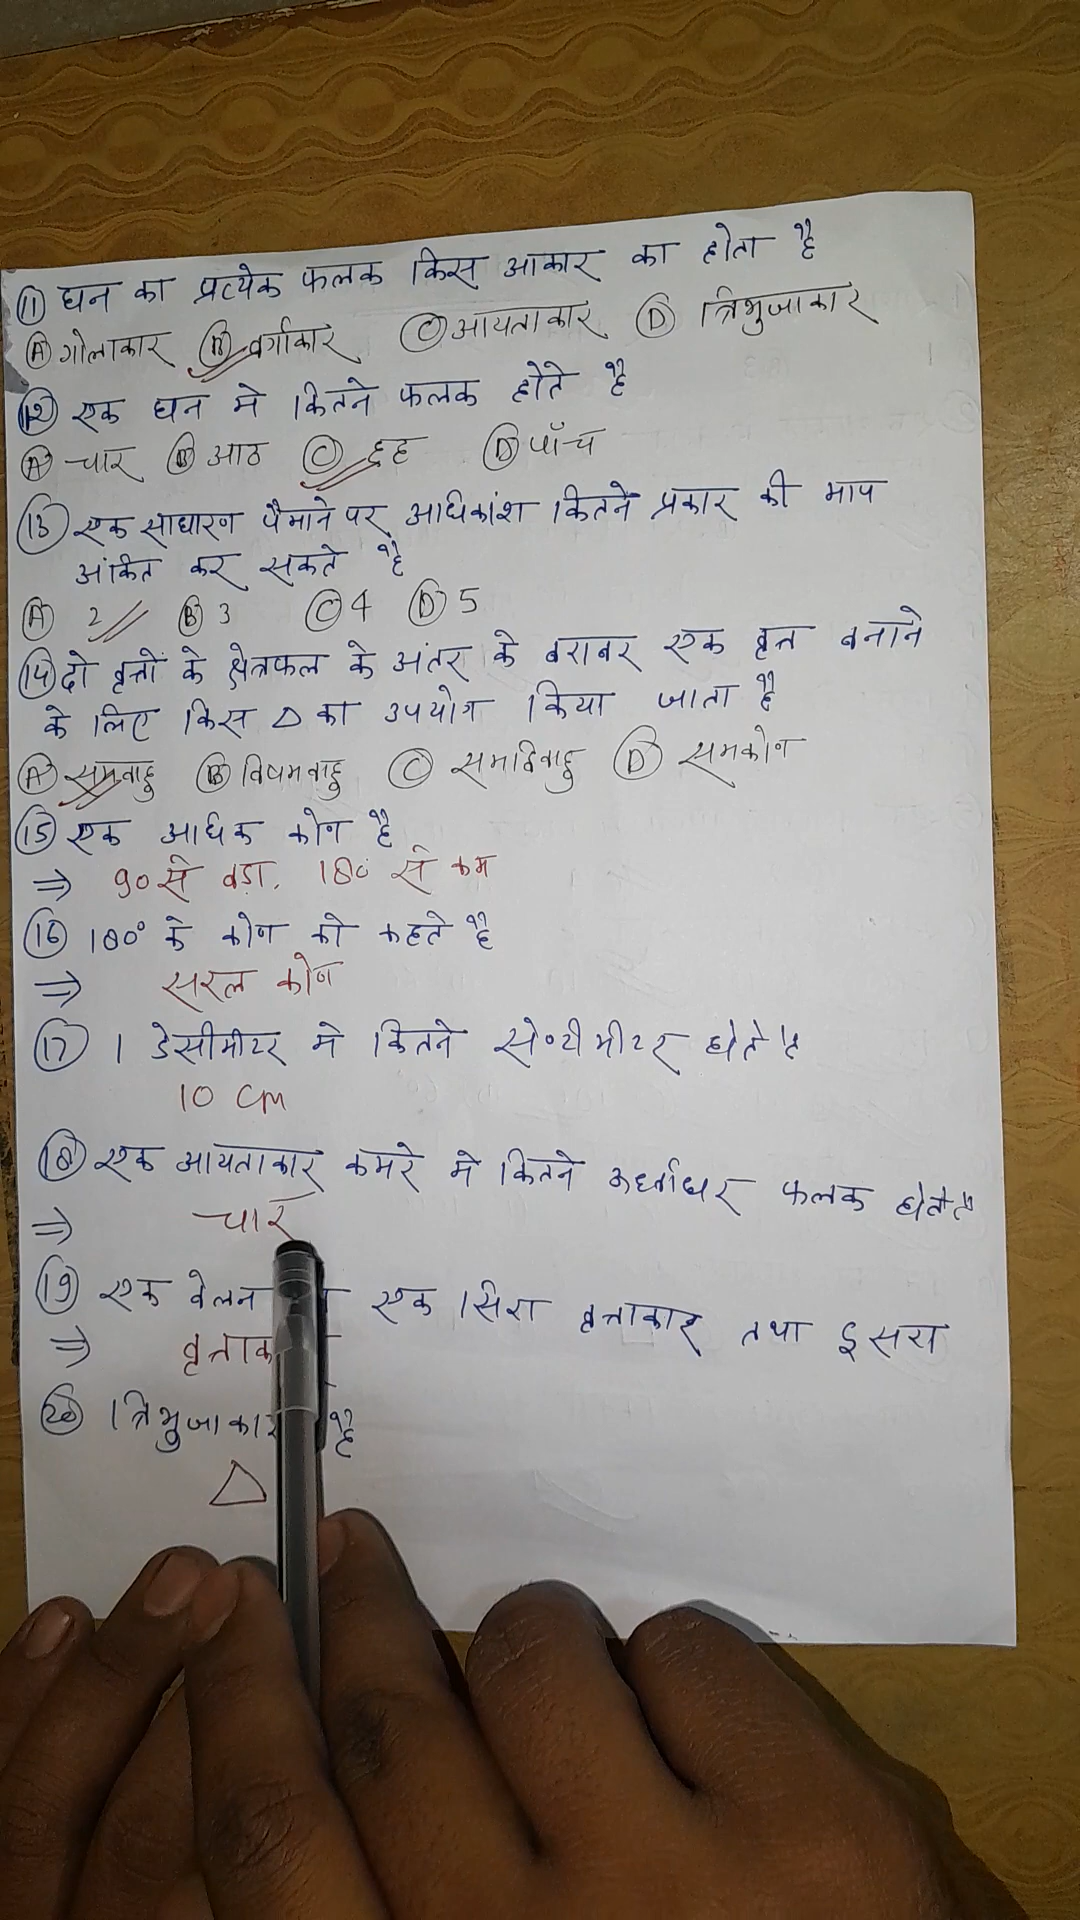 11 घन का प्रत्येक फलक किस आकार का होता है
A गोलाकार B वर्गाकार C आयताकार D त्रिभुजाकार
12 एक घन मे कितने फलक होते है
A चार B आठ C छह D पाँच
13 एक साधारण पैमाने पर अधिकांश कितने प्रकार की माप
अंकित कर सकते है
A 2 B 3 C 4 D 5
14 दो वृत्तों के क्षेत्रफल के अंतर के बराबर एक वृत्त बनाने
के लिए किस △ का उपयोग किया जाता है
A समबाहु B विषमबाहु C समद्विबाहु D समकोण
15 एक अधिक कोण है
⇒ 90 से बड़ा, 180° से कम
16 180° के कोण को कहते है
⇒ सरल कोण
17 1 डेसीमीटर मे कितने सेण्टीमीटर होते है
10 cm
18 एक आयताकार कमरे मे कितने उर्ध्वाधर फलक होते है
⇒ चार
19 एक बेलन एक सिरा वृत्ताकार तथा दूसरा
⇒
20 त्रिभुजाकार है
△